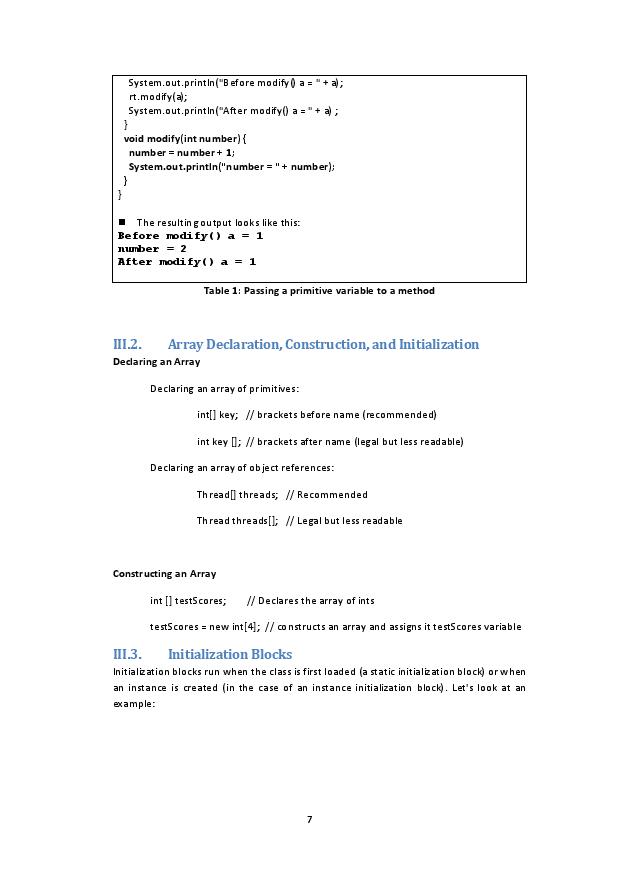 System.out.println("Before modify() a = " + a);
rt.modify(a);
System.out.println("After modify() a = " + a) ;
}
void modify(int number) {
number = number + 1;
System.out.println("number = " + number);
}
}
■ The resulting output looks like this:
Before modify() a = 1
number = 2
After modify() a = 1
Table 1: Passing a primitive variable to a method
III.2. Array Declaration, Construction, and Initialization
Declaring an Array
Declaring an array of primitives:
int[] key; // brackets before name (recommended)
int key []; // brackets after name (legal but less readable)
Declaring an array of object references:
Thread[] threads; // Recommended
Thread threads[]; // Legal but less readable
Constructing an Array
int [] testScores; // Declares the array of ints
testScores = new int[4]; // constructs an array and assigns it testScores variable
III.3. Initialization Blocks
Initialization blocks run when the class is first loaded (a static initialization block) or when
an instance is created (in the case of an instance initialization block). Let's look at an
example:
7